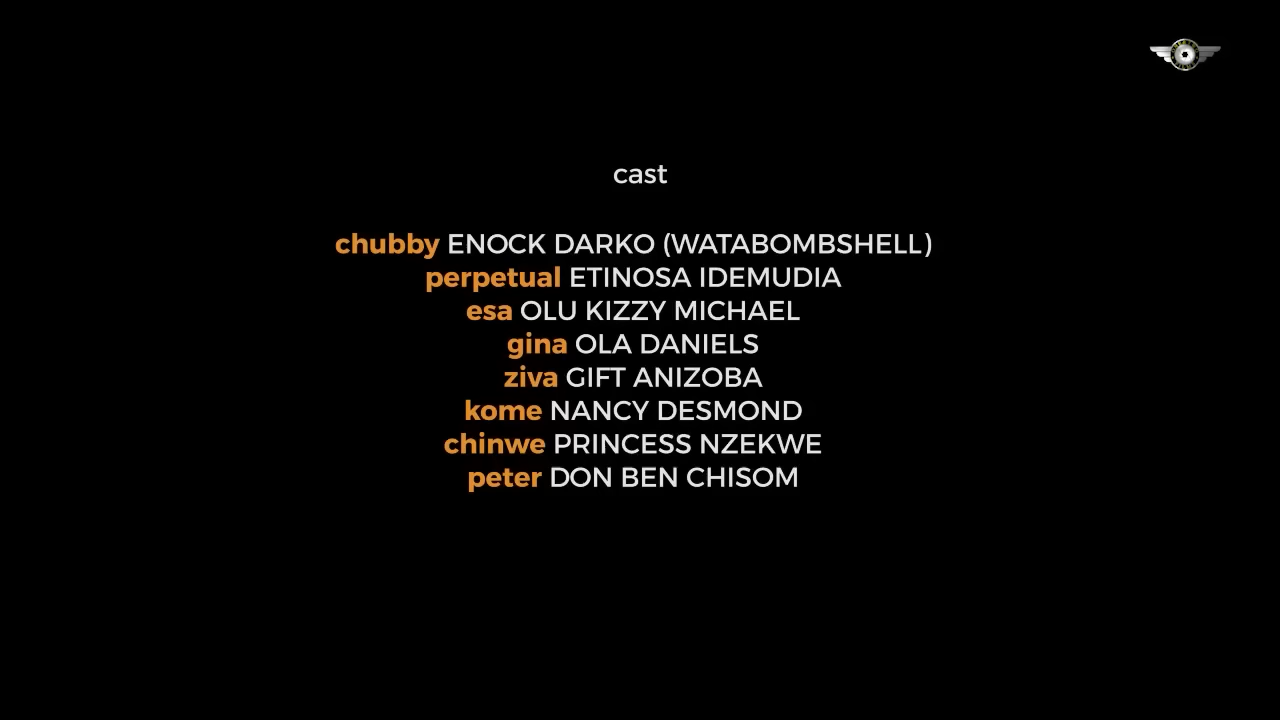 cast
chubby ENOCK DARKO (WATABOMBSHELL)
perpetual ETINOSA IDEMUDIA
esa OLU KIZZY MICHAEL
gina OLA DANIELS
ziva GIFT ANIZOBA
kome NANCY DESMOND
chinwe PRINCESS NZEKWE
peter DON BEN CHISOM